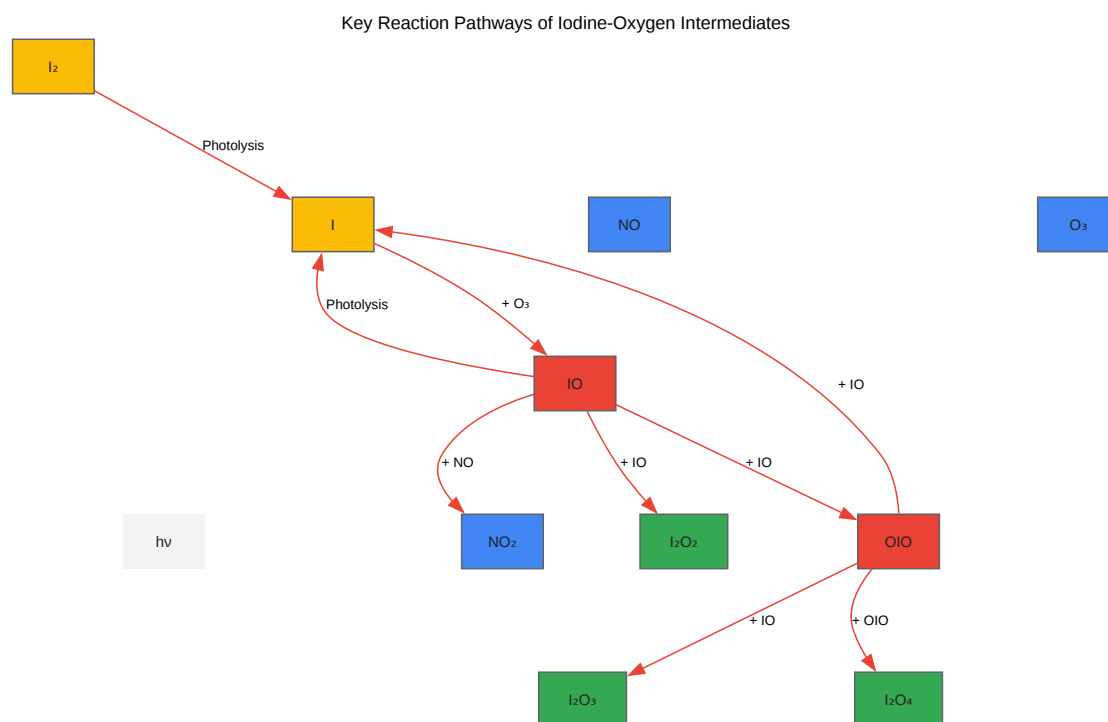 Key Reaction Pathways of Iodine-Oxygen Intermediates
I₂
Photolysis
I
NO
O₃
+ O₃
Photolysis
IO
+ IO
+ NO
+ IO
+ IO
hν
NO₂
I₂O₂
OIO
+ IO
+ OIO
I₂O₃
I₂O₄